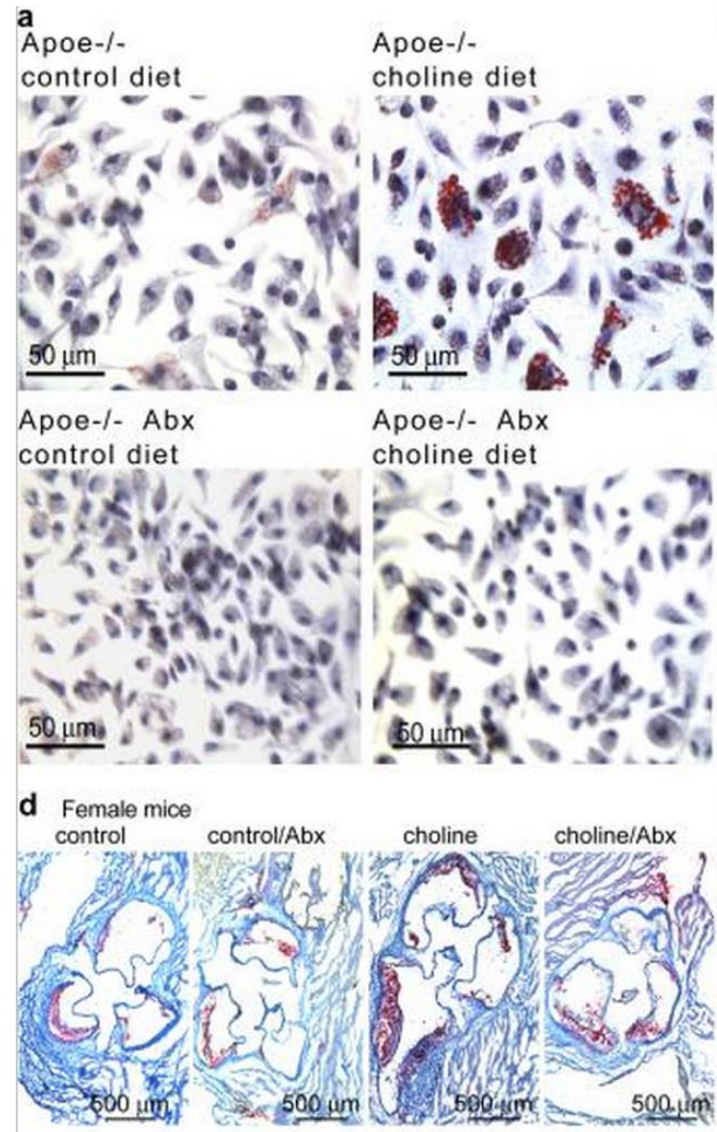 a
Apoe-/-
control diet
Apoe-/-
choline diet
50 μm
50 μm
Apoe-/- Abx
control diet
Apoe-/- Abx
choline diet
50 μm
50 μm
d Female mice
control
control/Abx
choline
choline/Abx
500 μm
500 μm
500 μm
500 μm